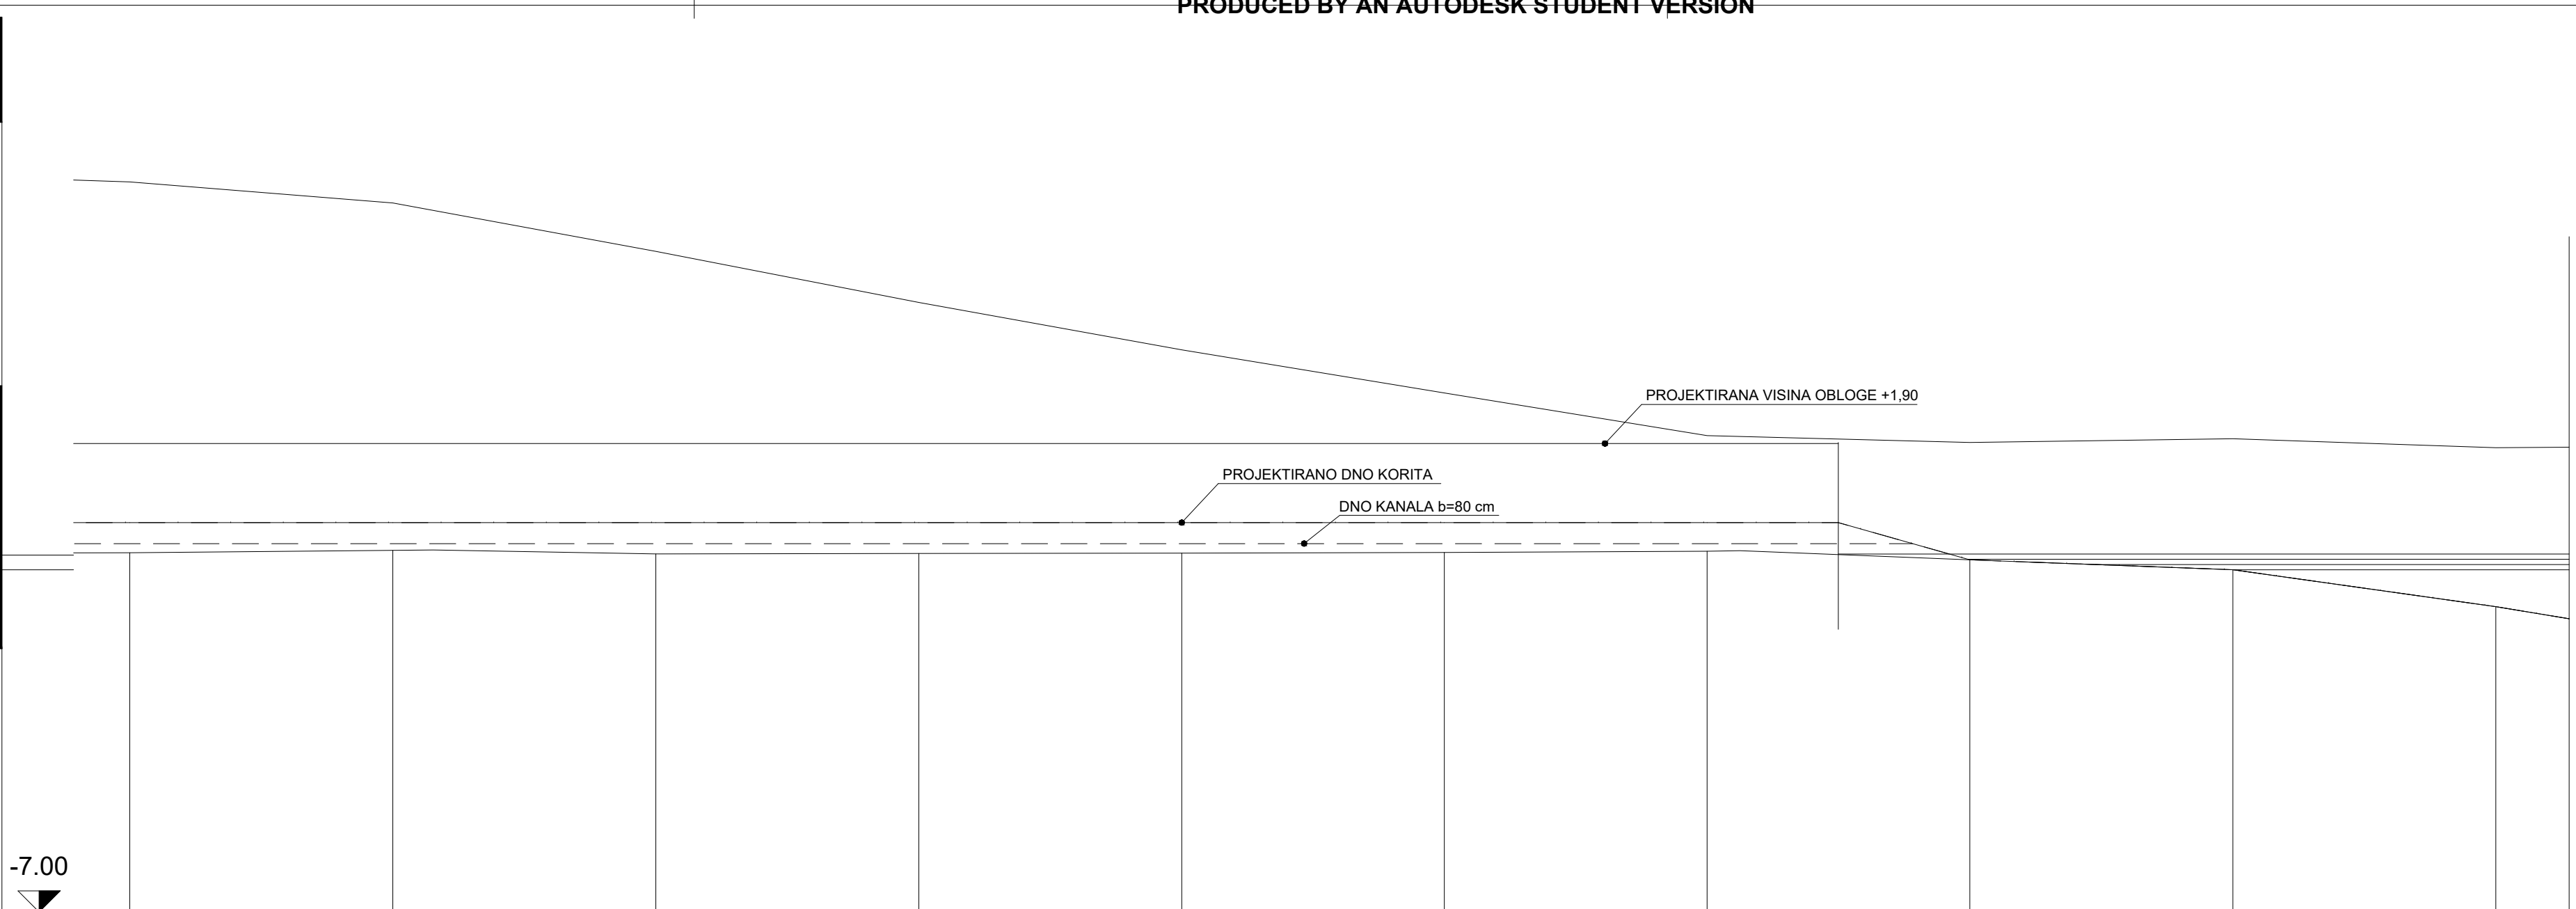 PRODUCED BY AN AUTODESK STUDENT VERSION
PROJEKTIRANA VISINA OBLOGE +1,90
PROJEKTIRANO DNO KORITA
DNO KANALA b=80 cm
-7.00